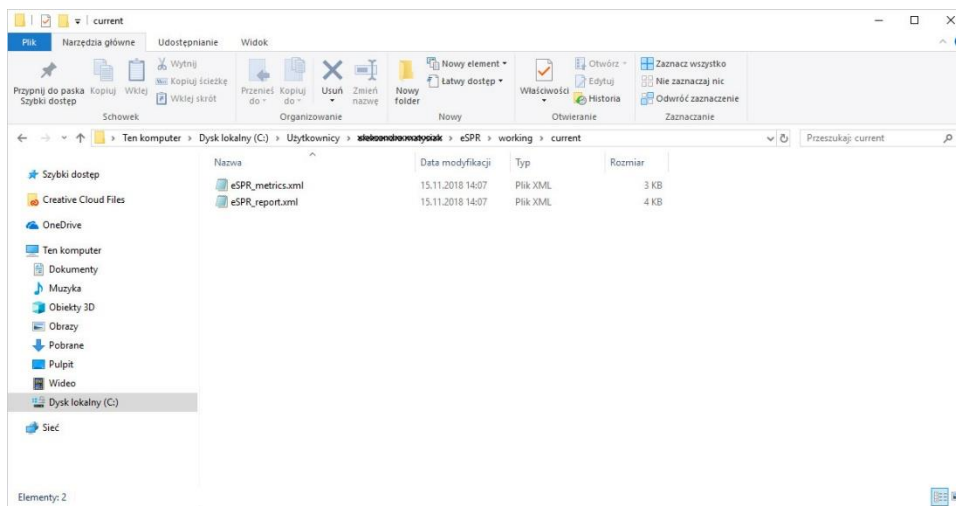 current
Plik Narzędzia główne Udostępnianie Widok
Przypnij do paska Szybki dostęp
Kopiuj
Wklej
Wytnij
Kopiuj ścieżkę
Wklej skrót
Schowek
Przenieś do
Kopiuj do
Usuń
Zmień nazwę
Organizowanie
Nowy folder
Nowy element
Łatwy dostęp
Nowy
Właściwości
Otwórz
Edytuj
Historia
Otwieranie
Zaznacz wszystko
Nie zaznaczaj nic
Odwróć zaznaczenie
Zaznaczanie
Ten komputer > Dysk lokalny (C:) > Użytkownicy > > eSPR > working > current
Przeszukaj: current
Nazwa Data modyfikacji Typ Rozmiar
eSPR_metrics.xml 15.11.2018 14:07 Plik XML 3 KB
eSPR_report.xml 15.11.2018 14:07 Plik XML 4 KB
Szybki dostęp
Creative Cloud Files
OneDrive
Ten komputer
Dokumenty
Muzyka
Obiekty 3D
Obrazy
Pobrane
Pulpit
Wideo
Dysk lokalny (C:)
Sieć
Elementy: 2